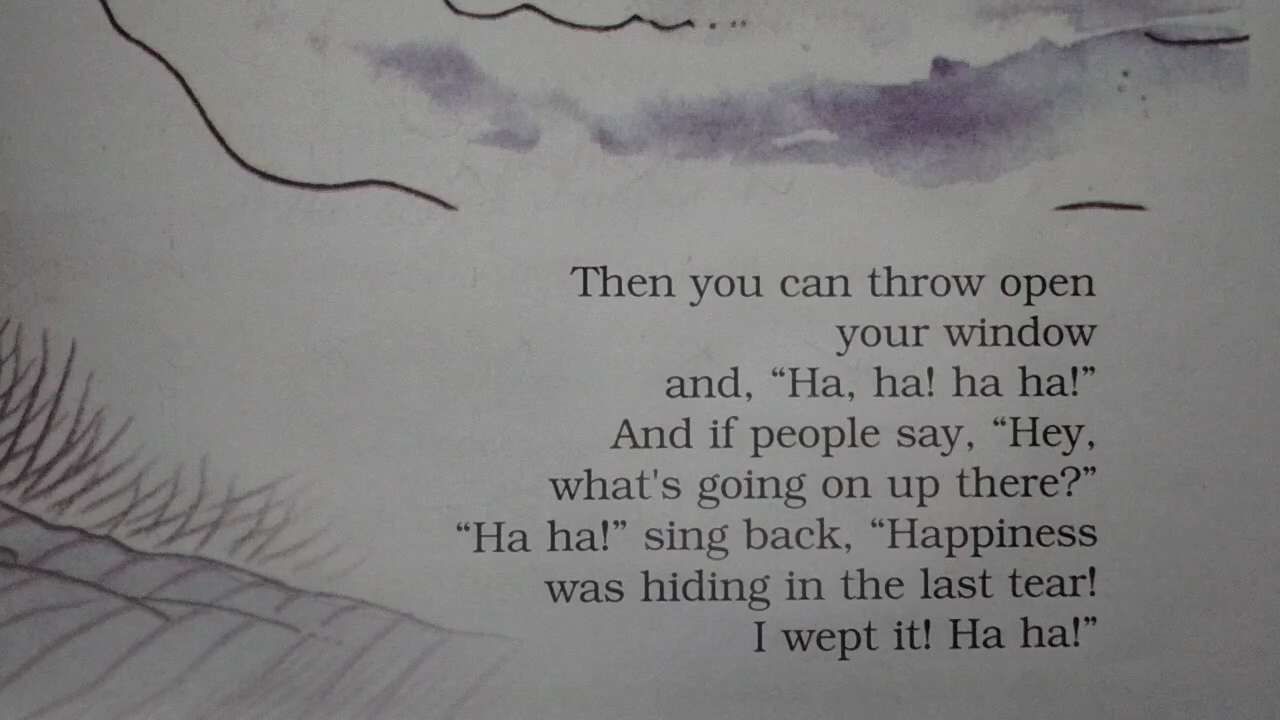 Then you can throw open
your window
and, “Ha, ha! ha ha!”
And if people say, “Hey,
what's going on up there?”
“Ha ha!” sing back, “Happiness
was hiding in the last tear!
I wept it! Ha ha!”